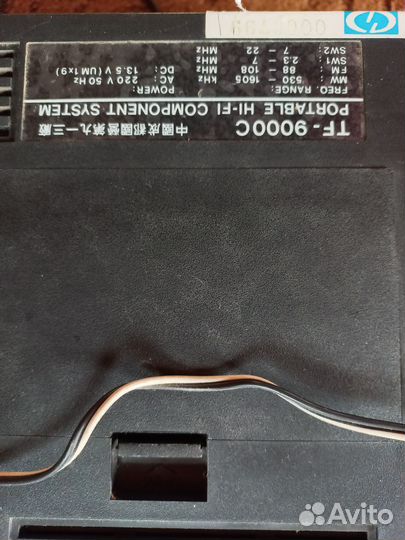 TF-9000C 中國成都國營第九一三廠
PORTABLE HI-FI COMPONENT SYSTEM
FREQ. RANGE: POWER:
MW: 530 - 1605 kHz AC: 220 V 50 Hz
FM: 88 - 108 MHz DC: 13.5 V (UM 1x9)
SW1: 2.3 - 7 MHz
SW2: 7 - 22 MHz
Avito